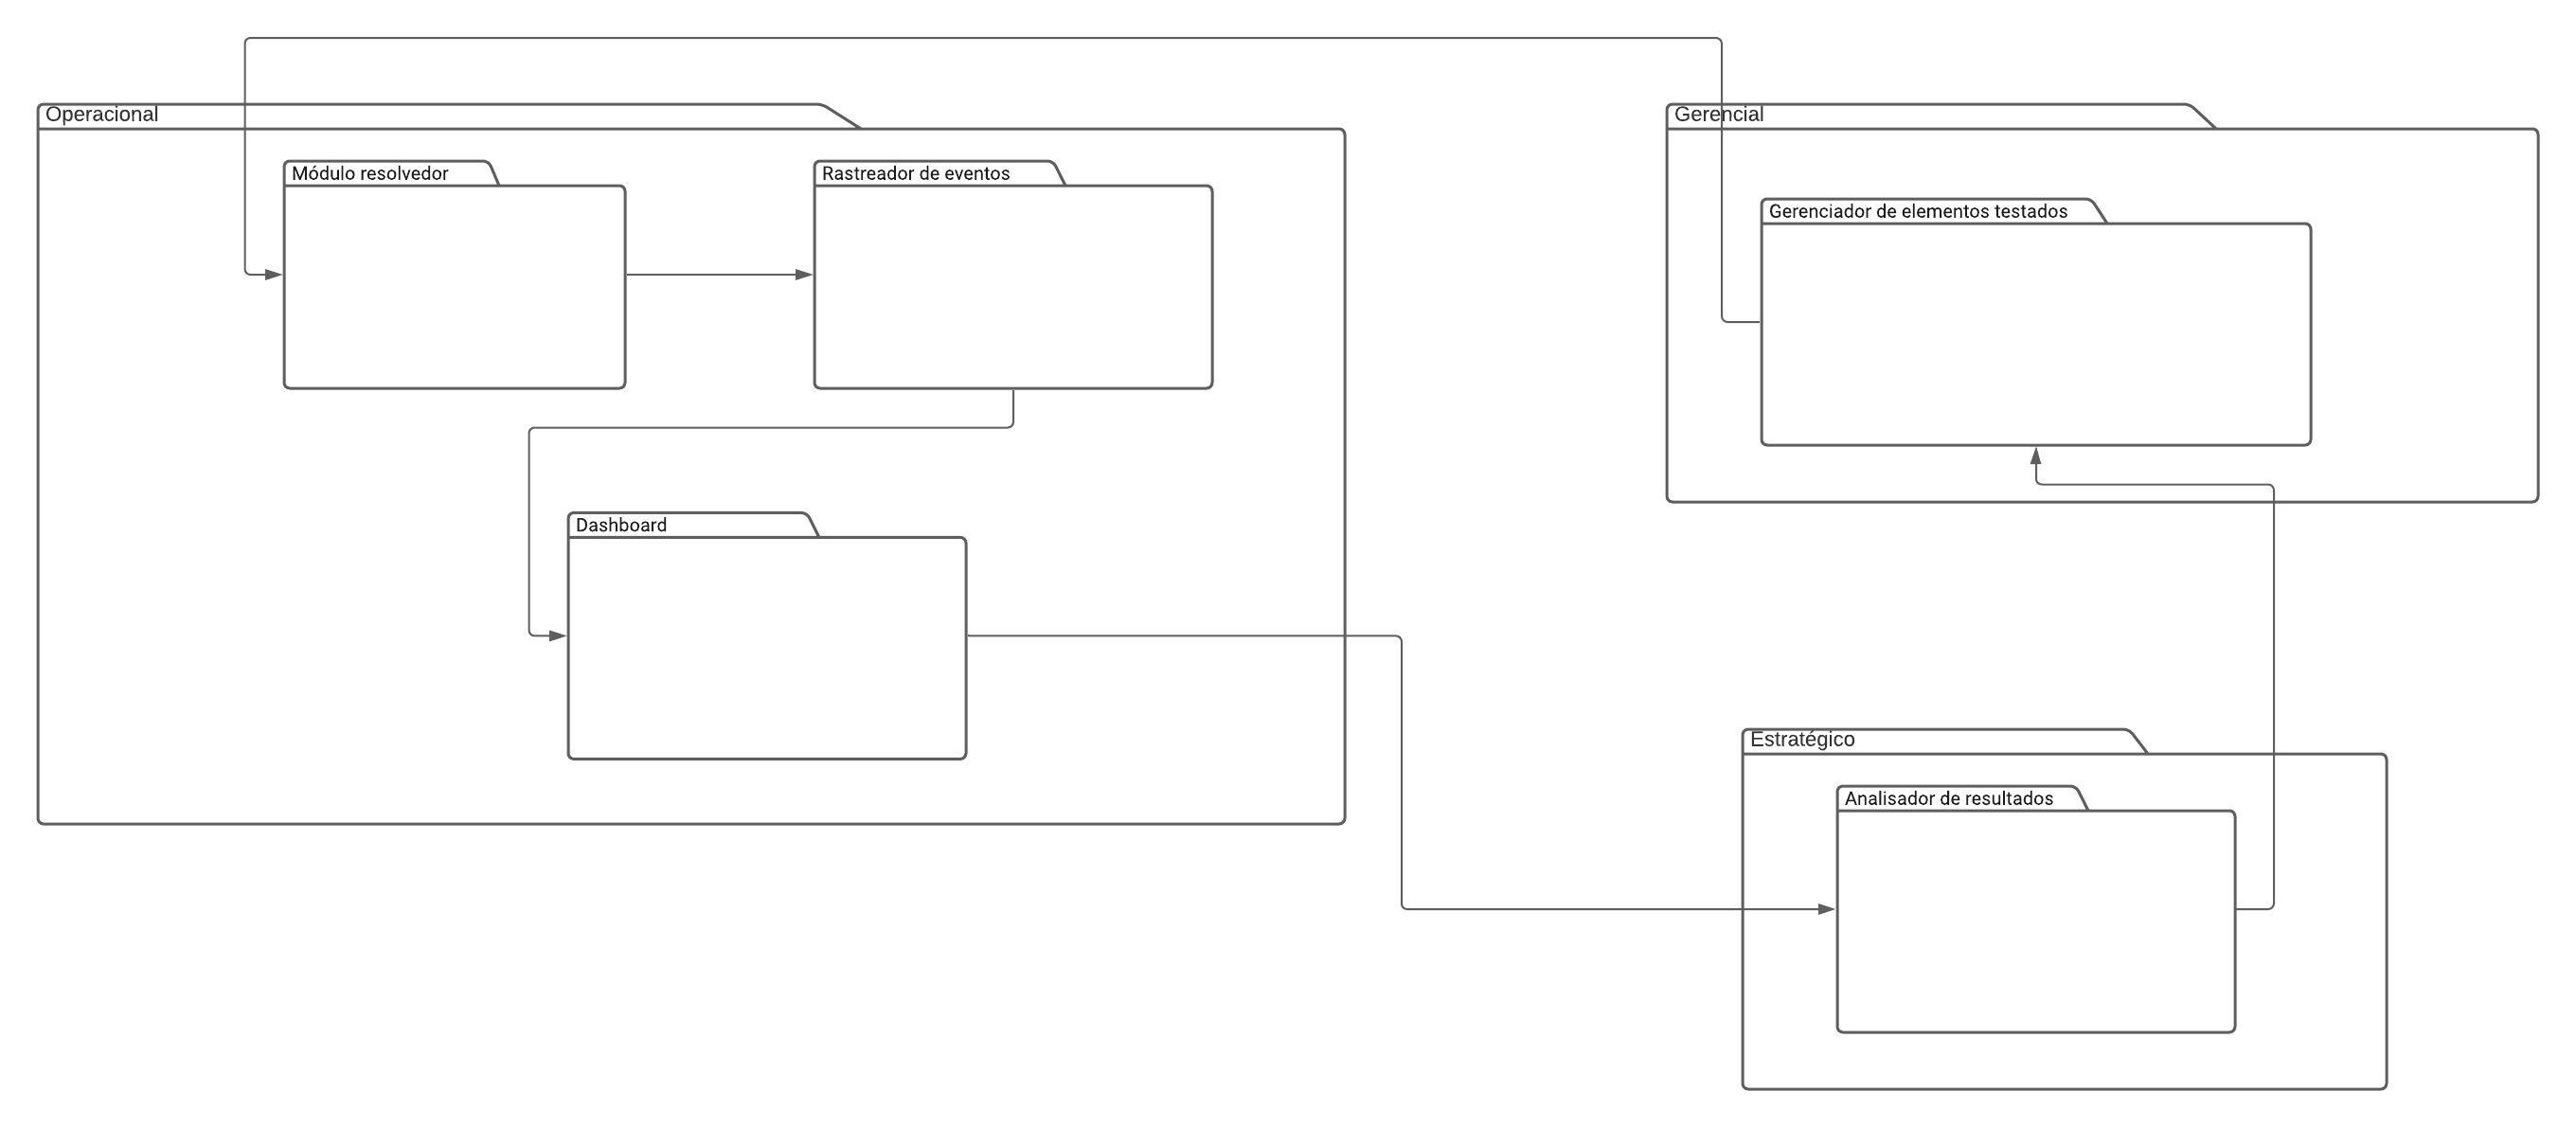 Operacional
Módulo resolvedor
Rastreador de eventos
Dashboard
Gerencial
Gerenciador de elementos testados
Estratégico
Analisador de resultados